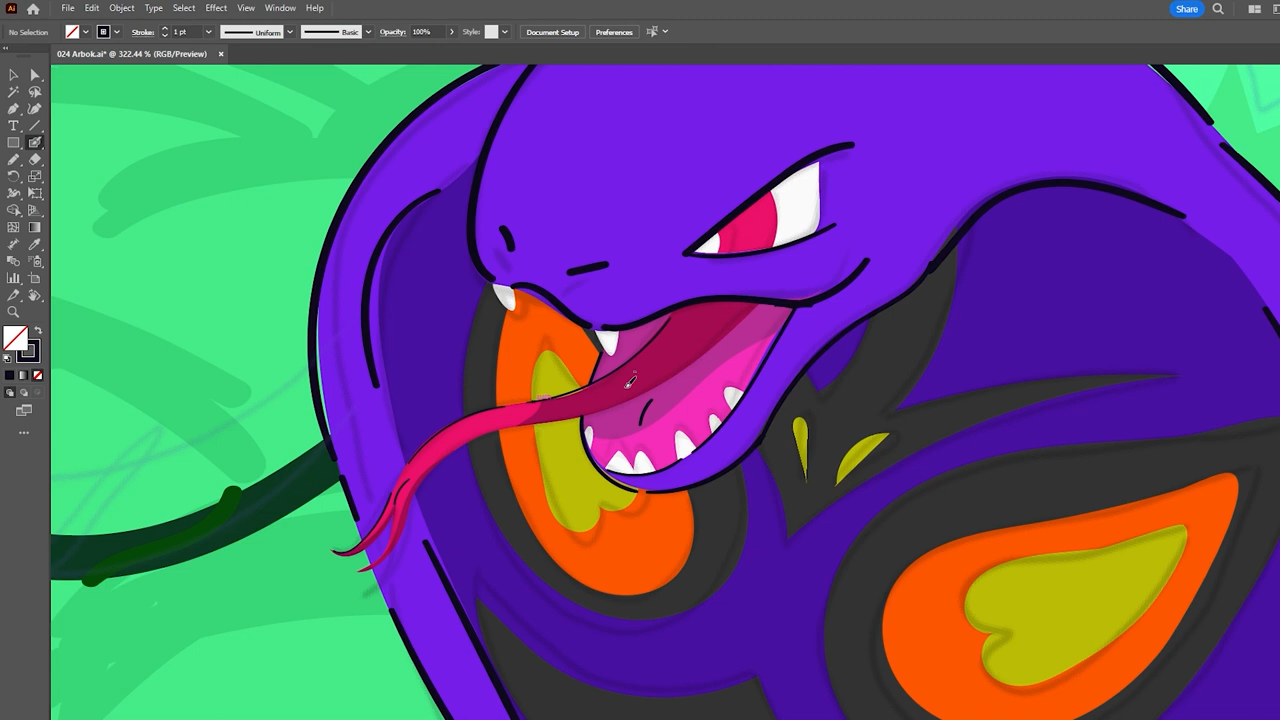 Ai File Edit Object Type Select Effect View Window Help Share
No Selection Stroke: 1 pt Uniform Basic Opacity: 100% Style: Document Setup Preferences
024 Arbok.ai* @ 322.44 % (RGB/Preview) ×
T